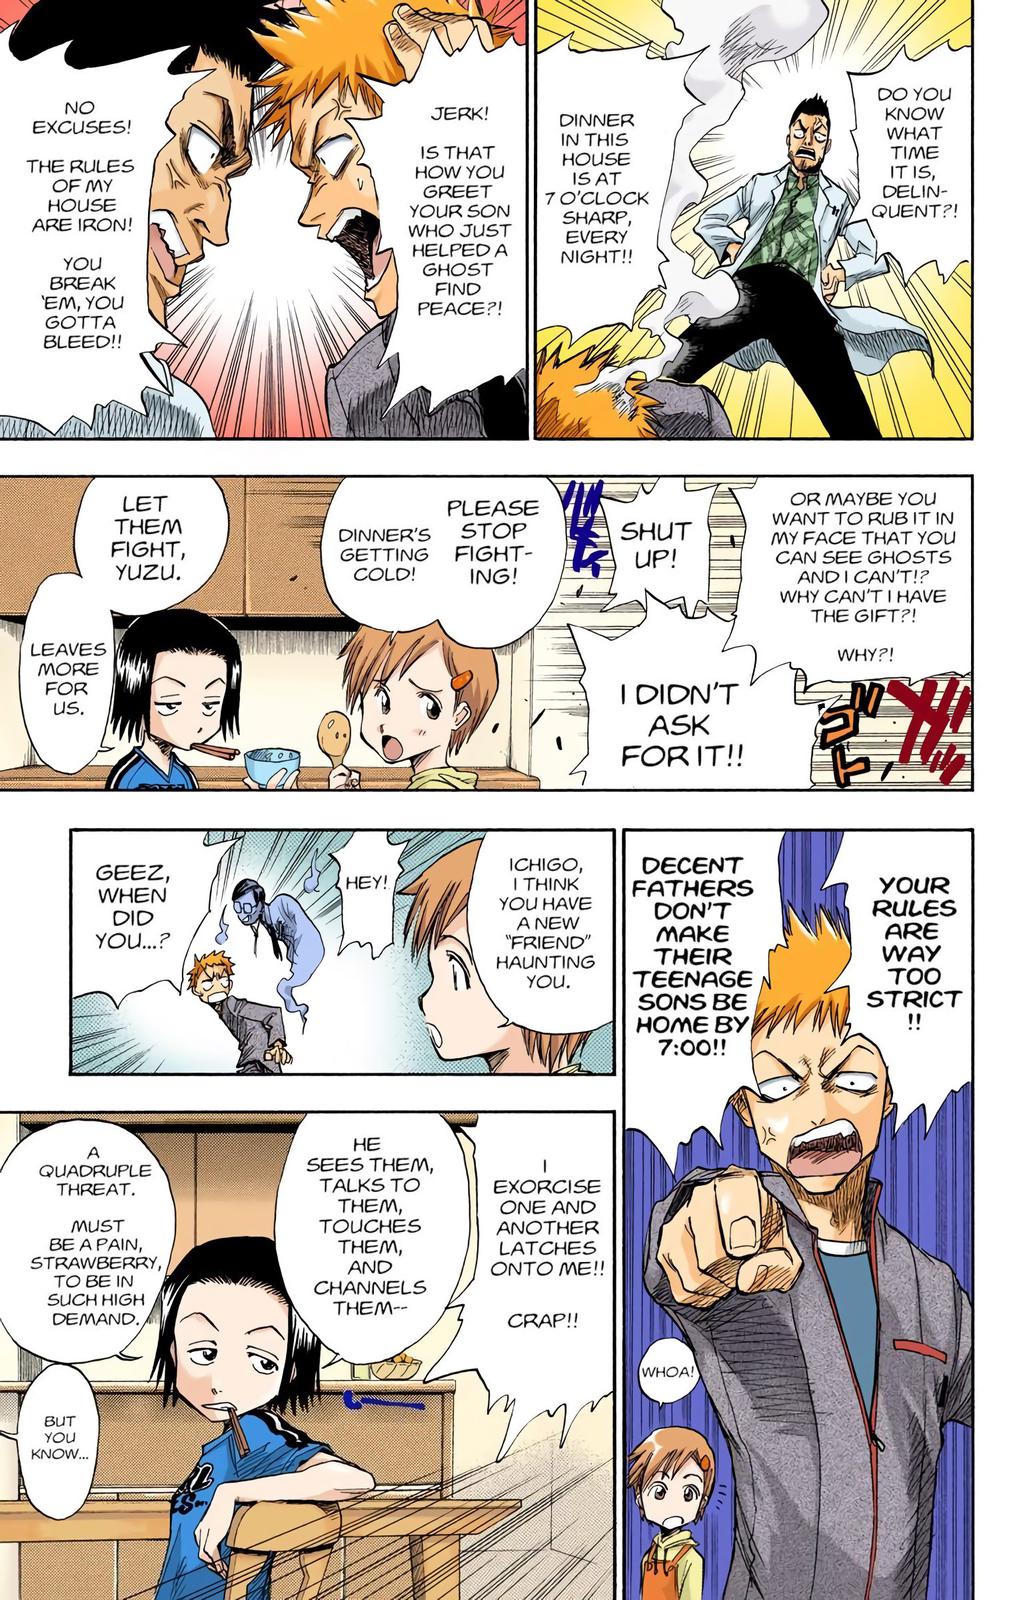 DO YOU
KNOW
WHAT
TIME
IT IS,
DELIN-
QUENT?!
DINNER
IN THIS
HOUSE
IS AT
7 O'CLOCK
SHARP,
EVERY
NIGHT!!
JERK!
IS THAT
HOW YOU
GREET
YOUR SON
WHO JUST
HELPED A
GHOST
FIND
PEACE?!
NO
EXCUSES!
THE RULES
OF MY
HOUSE
ARE IRON!
YOU
BREAK
'EM, YOU
GOTTA
BLEED!!
OR MAYBE YOU
WANT TO RUB IT IN
MY FACE THAT YOU
CAN SEE GHOSTS
AND I CAN'T!?
WHY CAN'T I HAVE
THE GIFT?!
WHY?!
SHUT
UP!
I DIDN'T
ASK
FOR IT!!
ゴ
ト
PLEASE
STOP
FIGHT-
ING!
DINNER'S
GETTING
COLD!
LET
THEM
FIGHT,
YUZU.
LEAVES
MORE
FOR
US.
YOUR
RULES
ARE
WAY
TOO
STRICT
!!
DECENT
FATHERS
DON'T
MAKE
THEIR
TEENAGE
SONS BE
HOME BY
7:00!!
WHOA!
ICHIGO,
I THINK
YOU HAVE
A NEW
"FRIEND"
HAUNTING
YOU.
HEY!
GEEZ,
WHEN
DID
YOU...?
I
EXORCISE
ONE AND
ANOTHER
LATCHES
ONTO ME!!
CRAP!!
HE
SEES THEM,
TALKS TO
THEM,
TOUCHES
THEM,
AND
CHANNELS
THEM--
A
QUADRUPLE
THREAT.
MUST
BE A PAIN,
STRAWBERRY,
TO BE IN
SUCH HIGH
DEMAND.
BUT
YOU
KNOW...